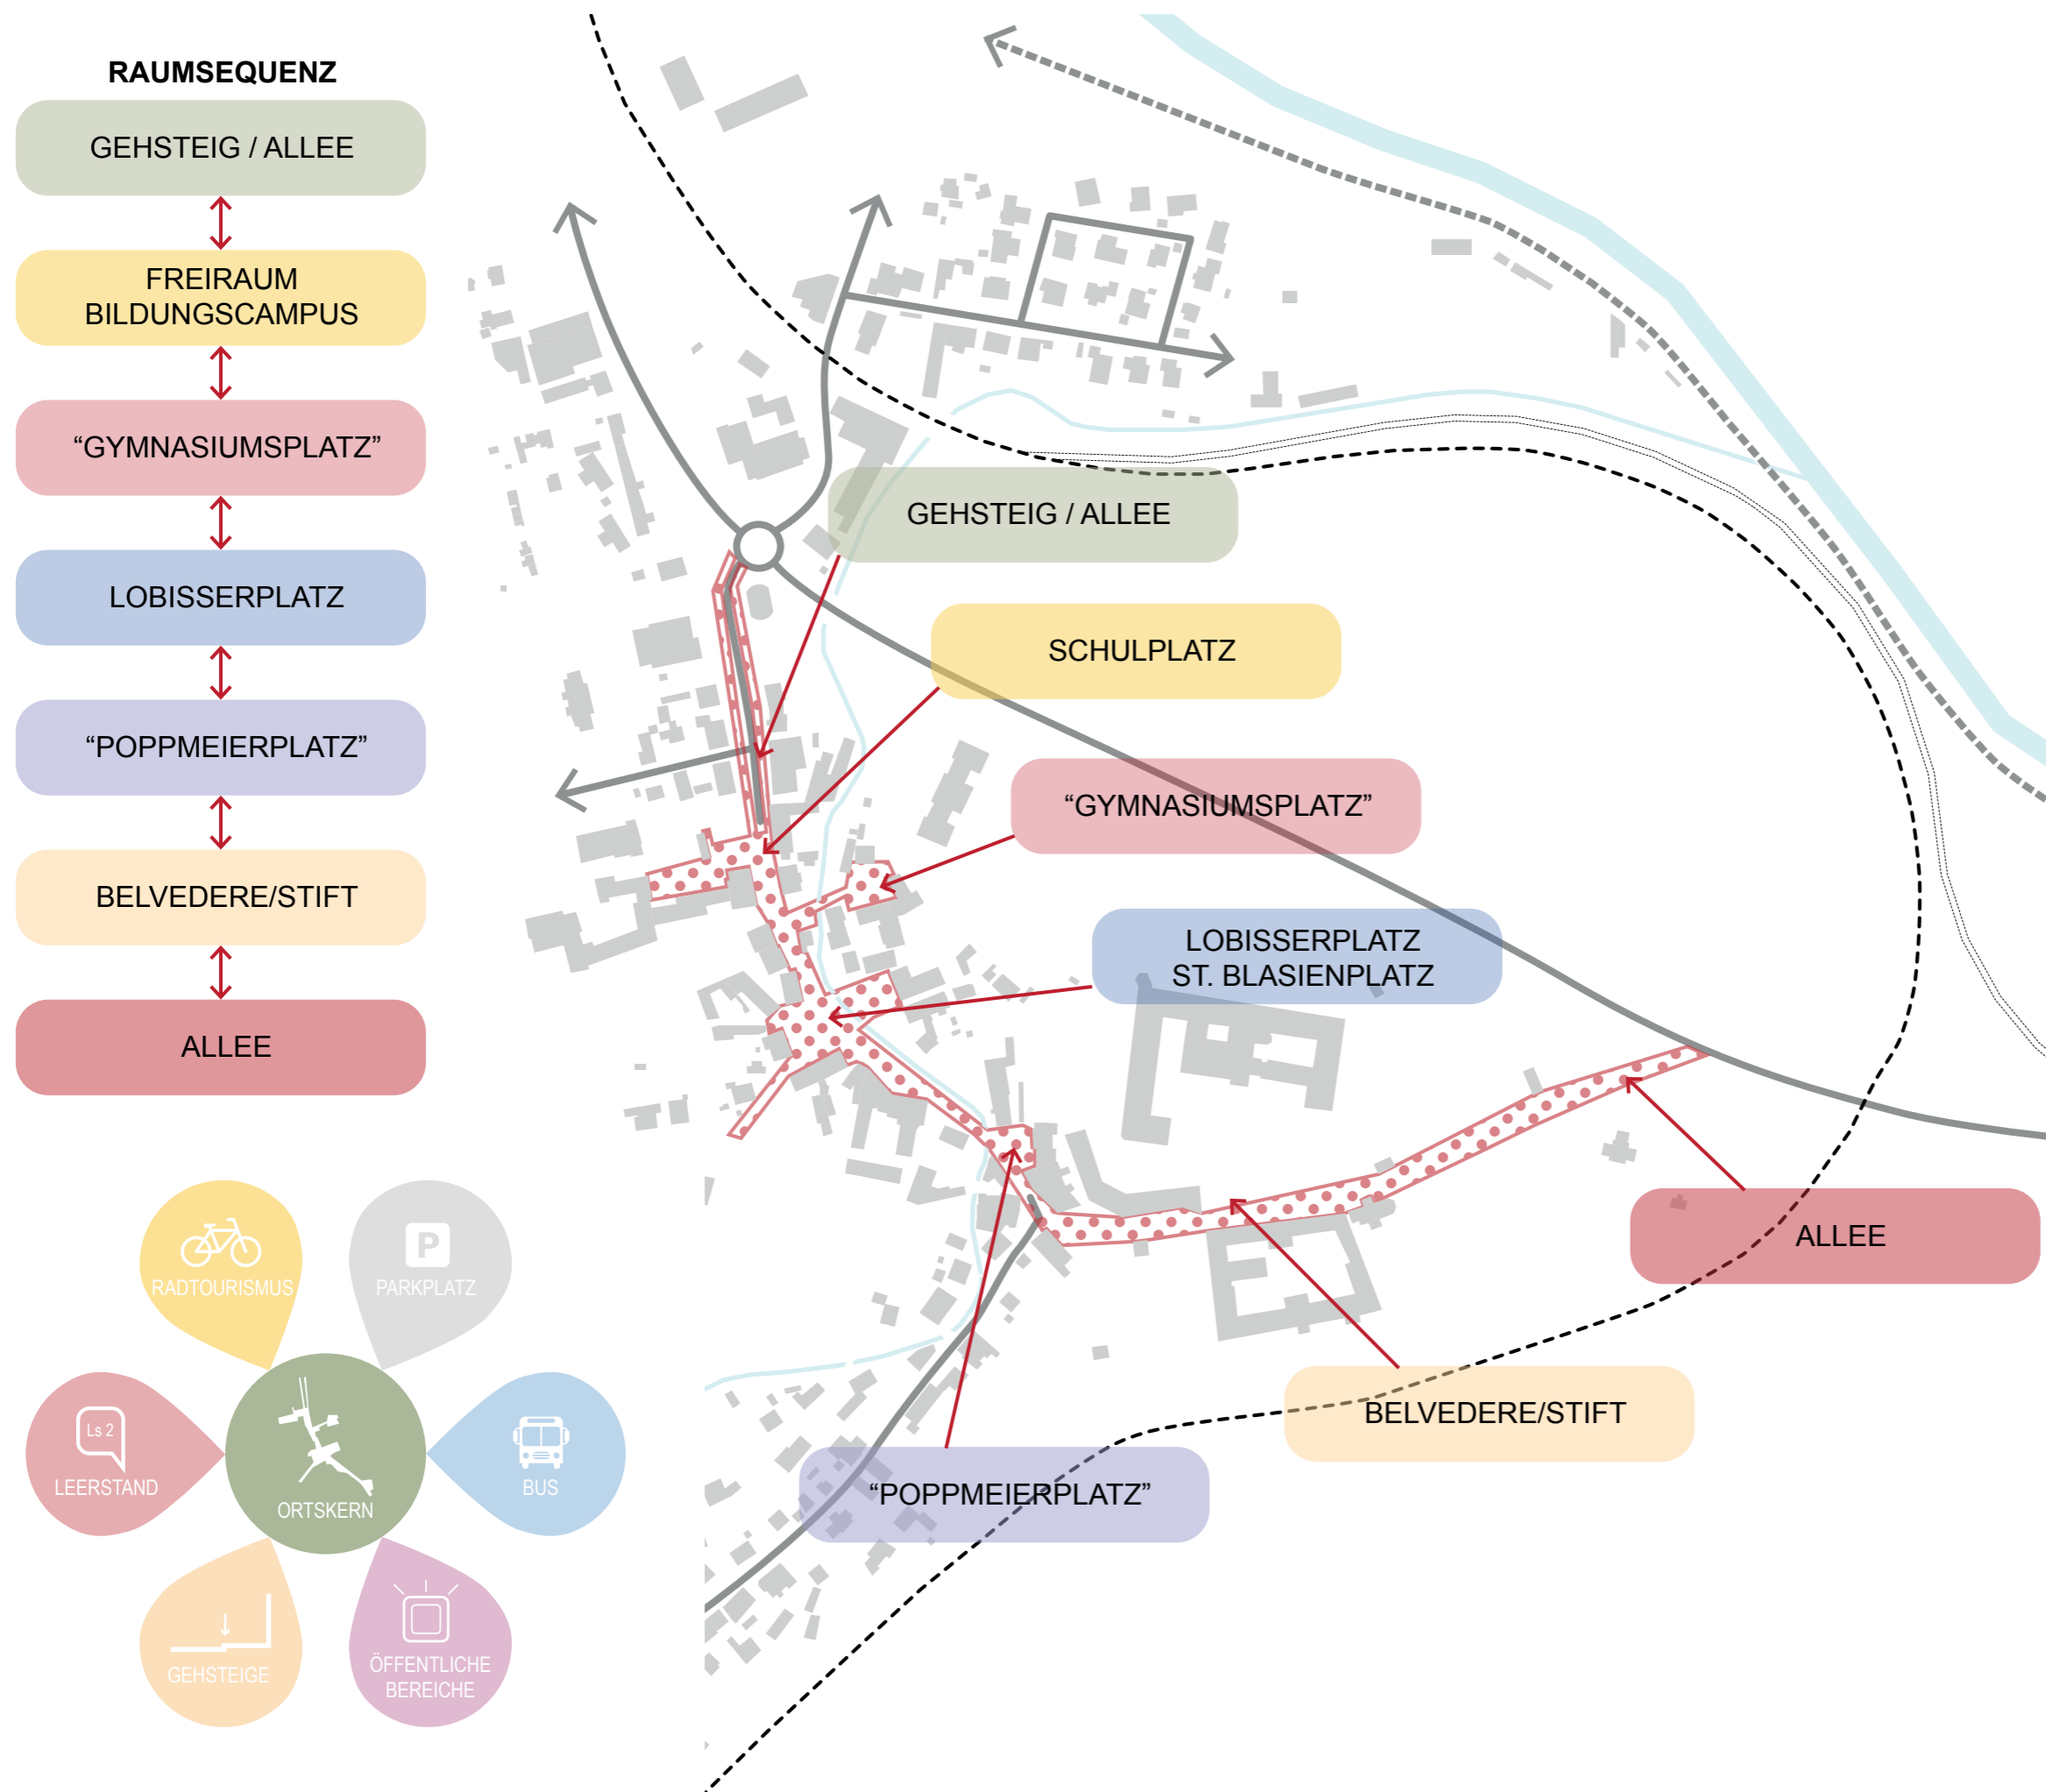 RAUMSEQUENZ
GEHSTEIG / ALLEE
FREIRAUM
BILDUNGSCAMPUS
“GYMNASIUMSPLATZ”
LOBISSERPLATZ
“POPPMEIERPLATZ”
BELVEDERE/STIFT
ALLEE
GEHSTEIG / ALLEE
SCHULPLATZ
“GYMNASIUMSPLATZ”
LOBISSERPLATZ
ST. BLASIENPLATZ
ALLEE
BELVEDERE/STIFT
“POPPMEIERPLATZ”
RADTOURISMUS
P
PARKPLATZ
Ls 2
LEERSTAND
ORTSKERN
BUS
GEHSTEIGE
ÖFFENTLICHE
BEREICHE